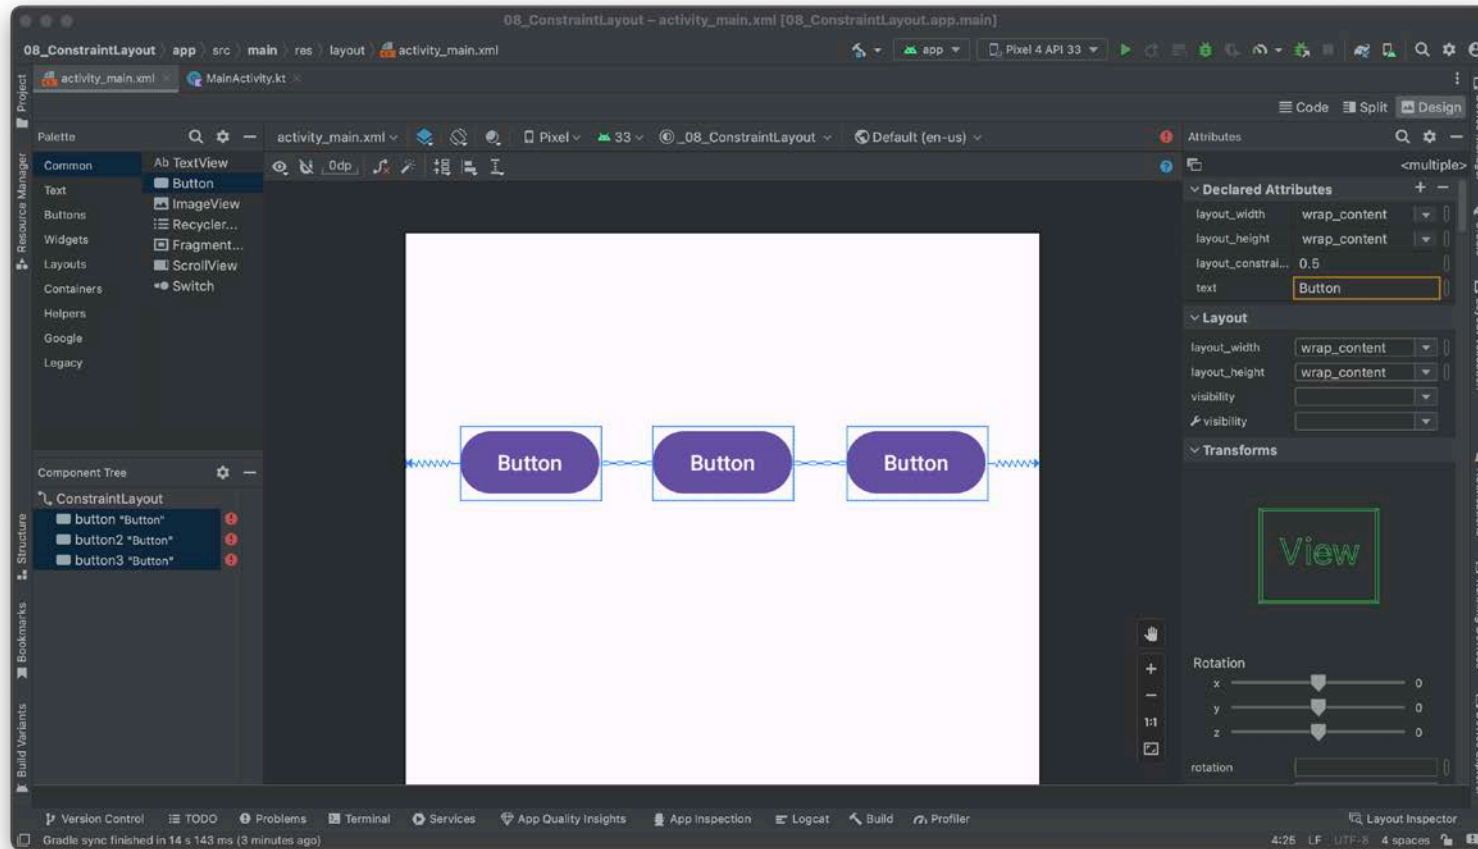 08_ConstraintLayout – activity_main.xml [08_ConstraintLayout.app.main]
08_ConstraintLayout app src main res layout activity_main.xml
app Pixel 4 API 33
activity_main.xml MainActivity.kt
Code Split Design
Project
Resource Manager
Structure
Bookmarks
Build Variants
Palette
Common
Text
Buttons
Widgets
Layouts
Containers
Helpers
Google
Legacy
Ab TextView
Button
ImageView
Recycler...
Fragment...
ScrollView
Switch
activity_main.xml Pixel 33 _08_ConstraintLayout Default (en-us)
0dp
Button Button Button
1:1
Component Tree
ConstraintLayout
button "Button"
button2 "Button"
button3 "Button"
Attributes
<multiple>
Declared Attributes
layout_width wrap_content
layout_height wrap_content
layout_constrai... 0.5
text Button
Layout
layout_width wrap_content
layout_height wrap_content
visibility
visibility
Transforms
View
Rotation
x 0
y 0
z 0
rotation
Version Control TODO Problems Terminal Services App Quality Insights App Inspection Logcat Build Profiler Layout Inspector
Gradle sync finished in 14 s 143 ms (3 minutes ago) 4:25 LF UTF-8 4 spaces